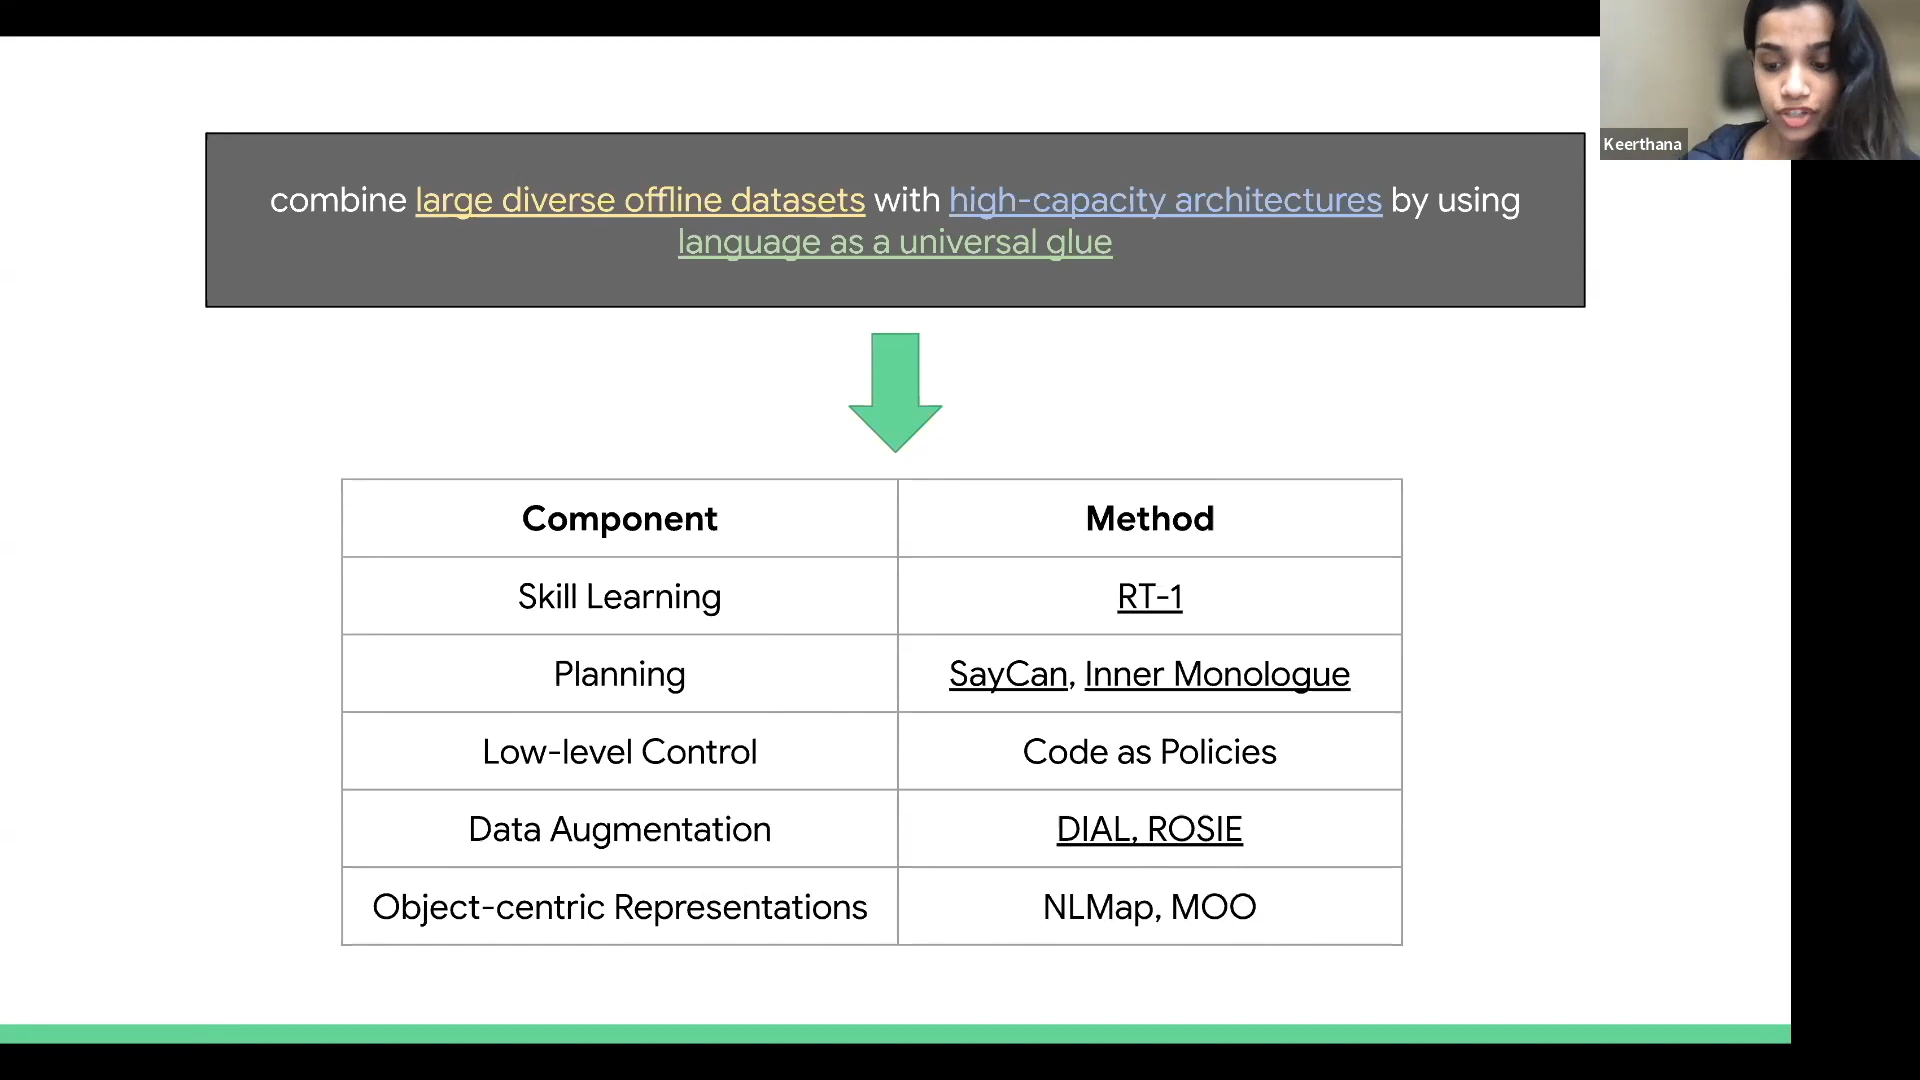 combine large diverse offline datasets with high-capacity architectures by using
language as a universal glue
Keerthana
Component Method
Skill Learning RT-1
Planning SayCan, Inner Monologue
Low-level Control Code as Policies
Data Augmentation DIAL, ROSIE
Object-centric Representations NLMap, MOO